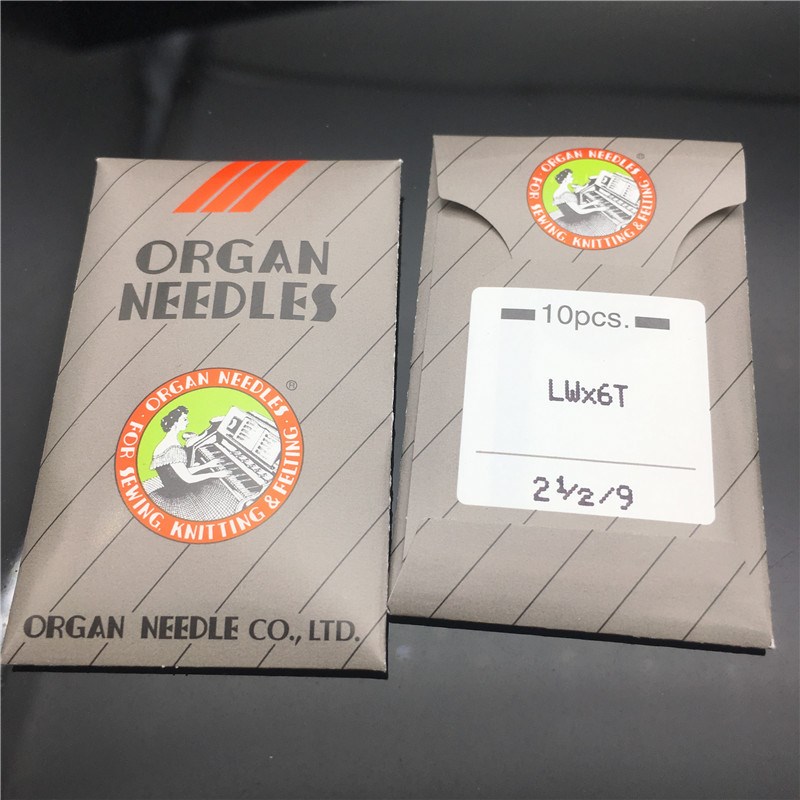 ORGAN
NEEDLES
· ORGAN NEEDLES · FOR SEWING, KNITTING & FELTING
®
ORGAN NEEDLE CO., LTD.
· ORGAN NEEDLES · FOR SEWING, KNITTING & FELTING
®
10pcs.
LWx6T
2½/9